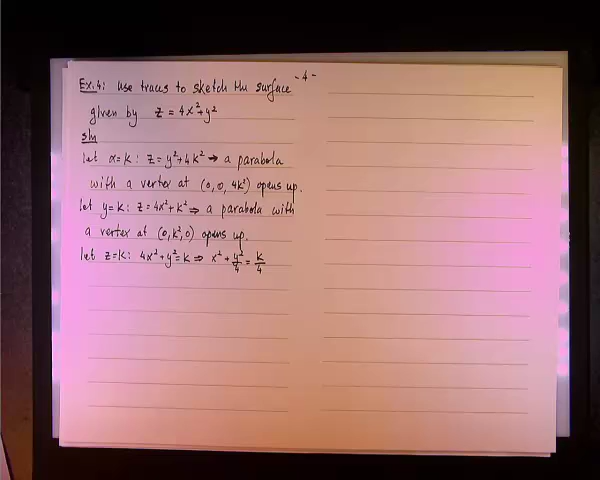 -4-
Ex.4: use traces to sketch the surface
given by z = 4x²+y²
sln
let x=k: z=y²+4k² → a parabola
with a vertex at (0, 0, 4k²) opens up.
let y=k: z=4x²+k² ⇒ a parabola with
a vertex at (0, k², 0) opens up.
let z=k: 4x²+y²=k ⇒ x²+y²/4=k/4